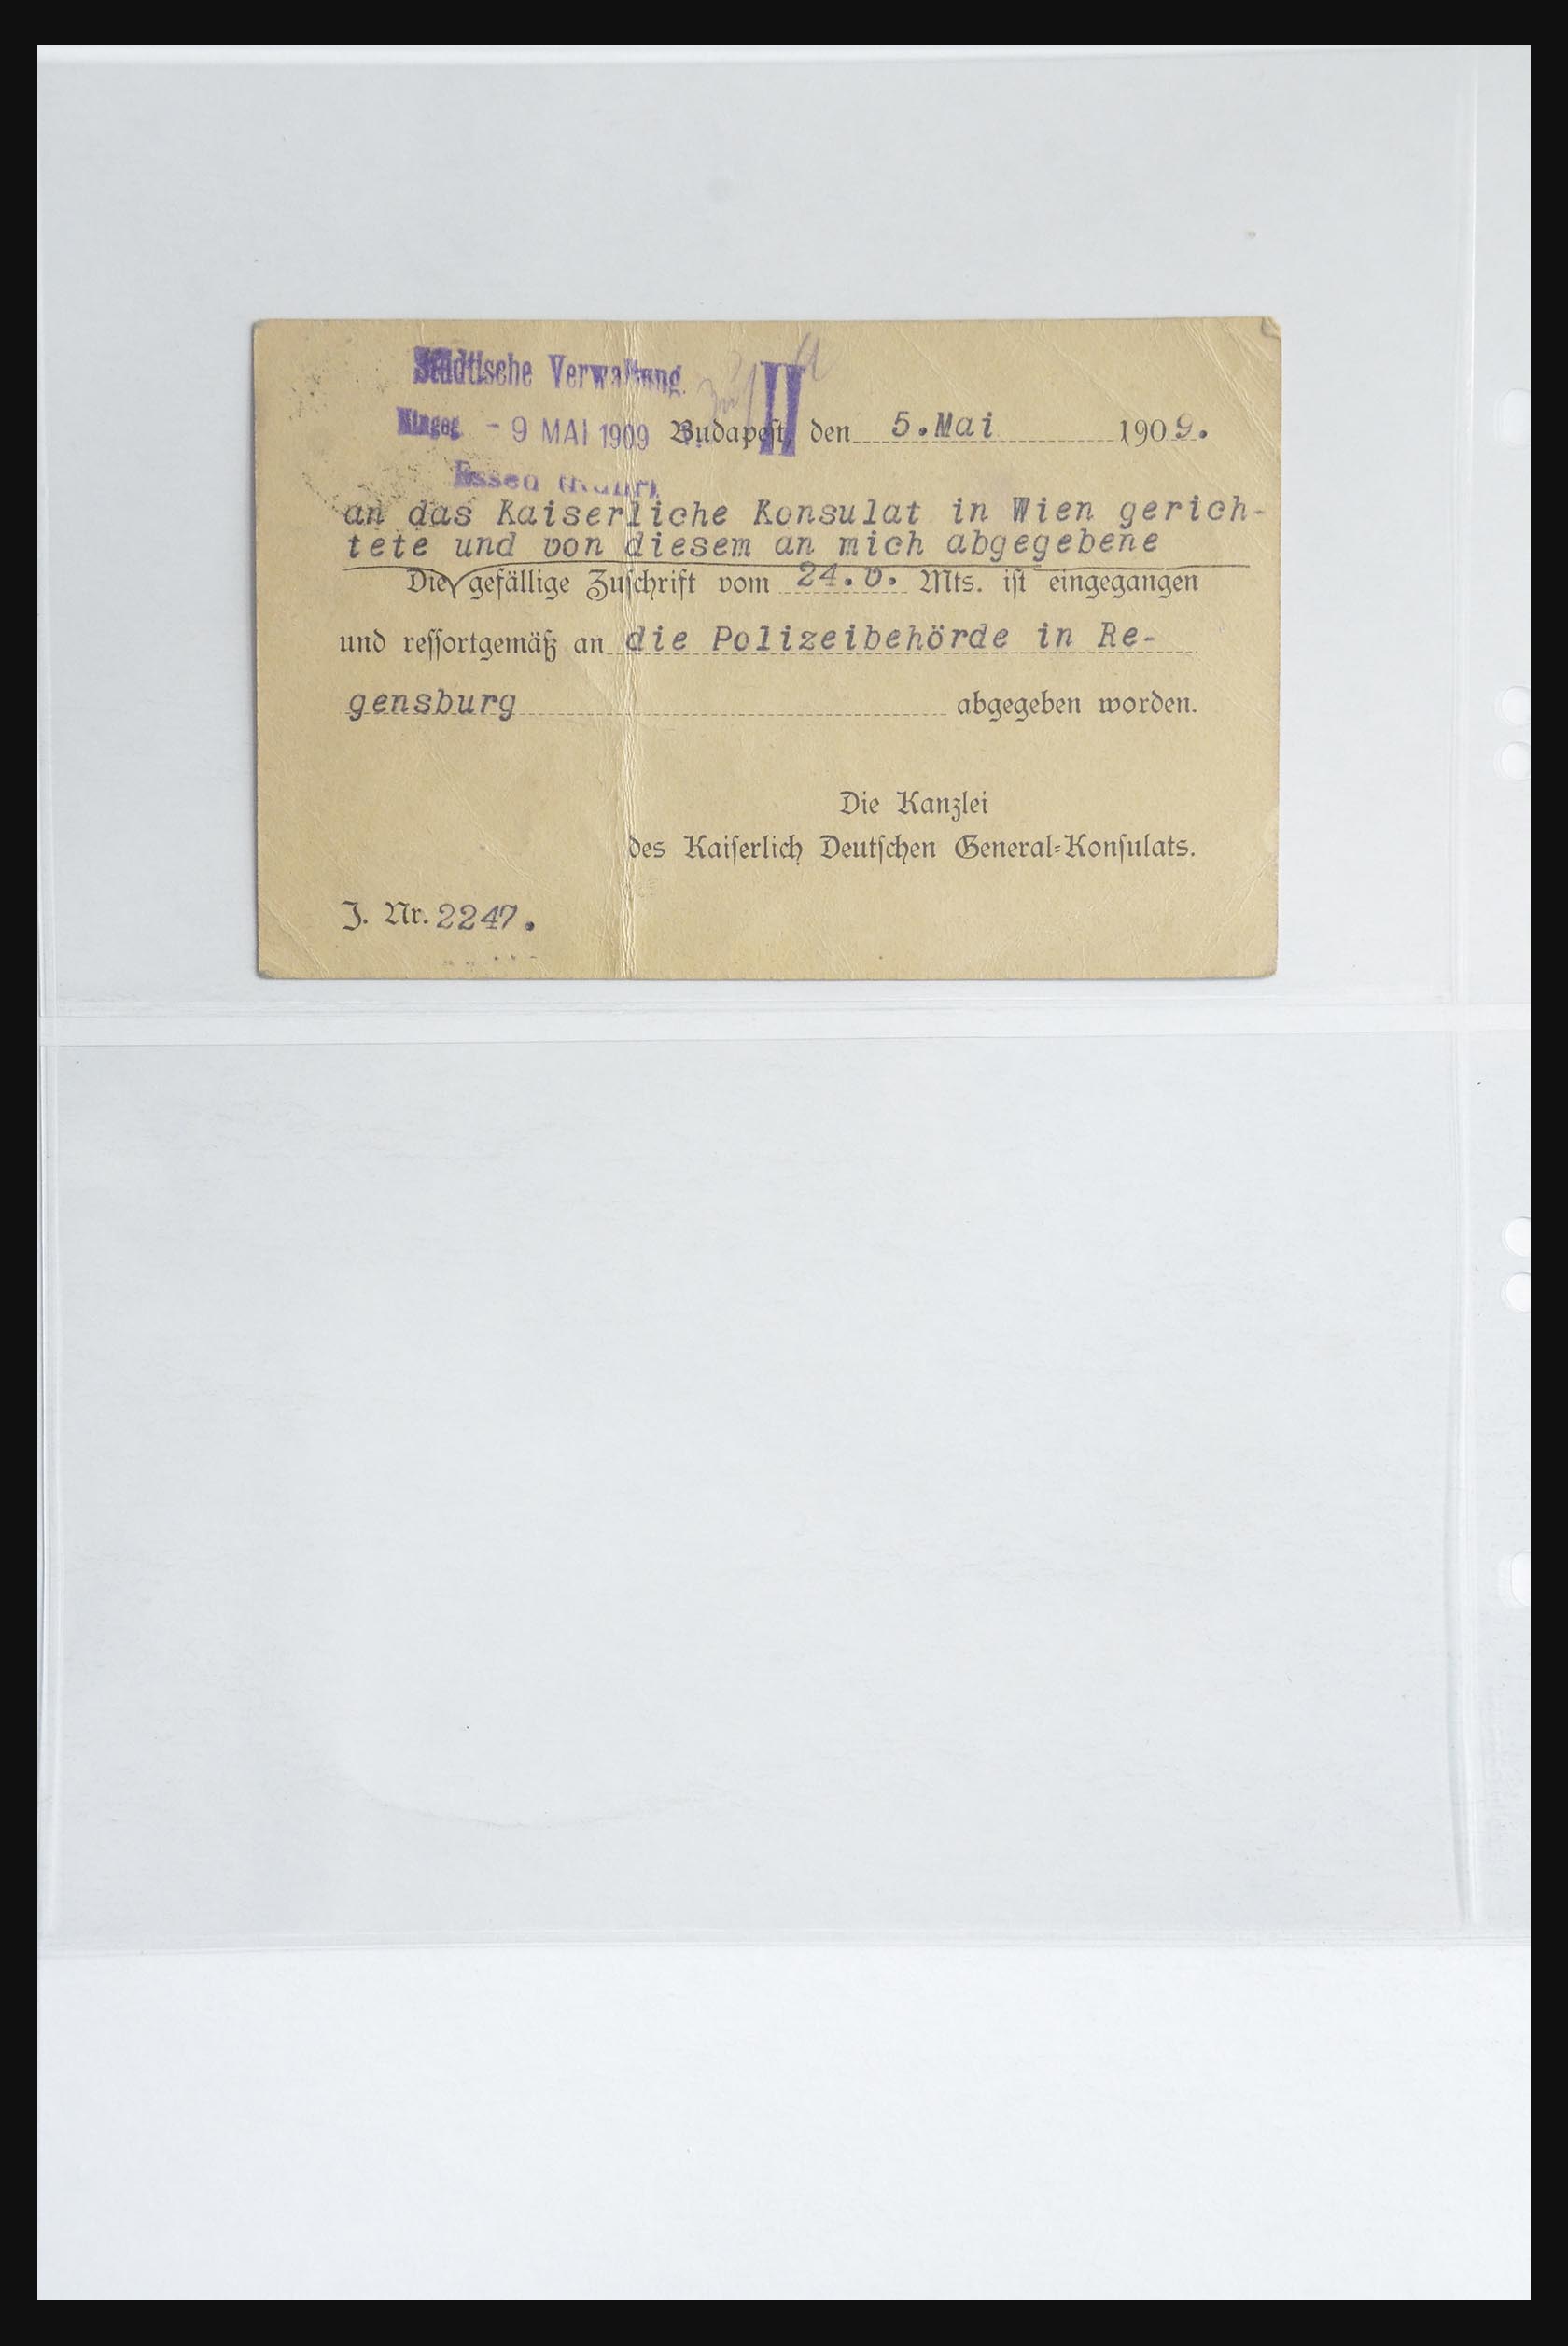 Städtische Verwaltung.
Eingeg. - 9 MAI 1909
II
Budapest, den 5.Mai 1909.
Essen (Ruhr).
an das Kaiserliche Konsulat in Wien gerich-
tete und von diesem an mich abgegebene
Die gefällige Zuschrift vom 24.v. Mts. ist eingegangen
und ressortgemäß an die Polizeibehörde in Re-
gensburg abgegeben worden.
Die Kanzlei
des Kaiserlich Deutschen General-Konsulats.
J. Nr. 2247.